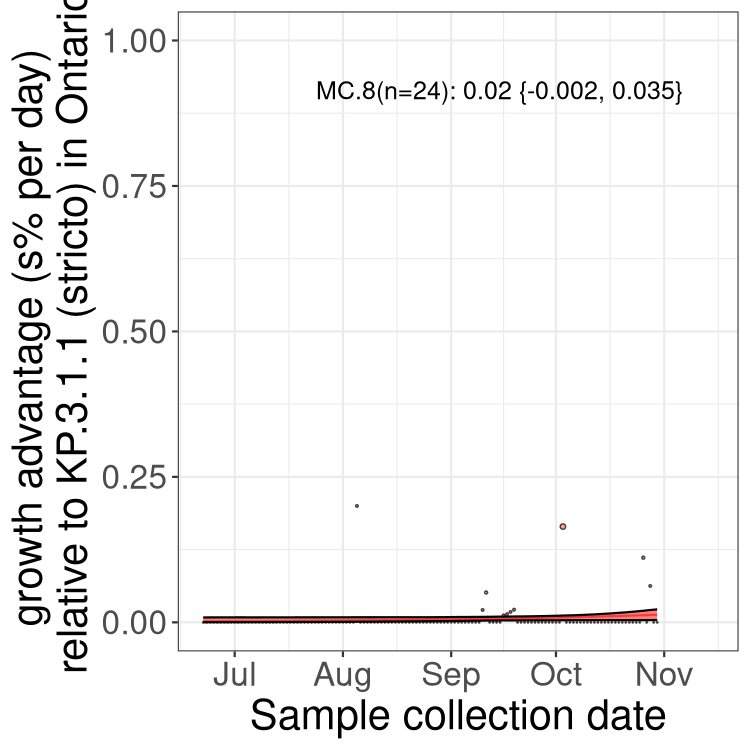 growth advantage (s% per day)
relative to KP.3.1.1 (stricto) in Ontario
1.00
0.75
0.50
0.25
0.00
MC.8(n=24): 0.02 {-0.002, 0.035}
Jul Aug Sep Oct Nov
Sample collection date